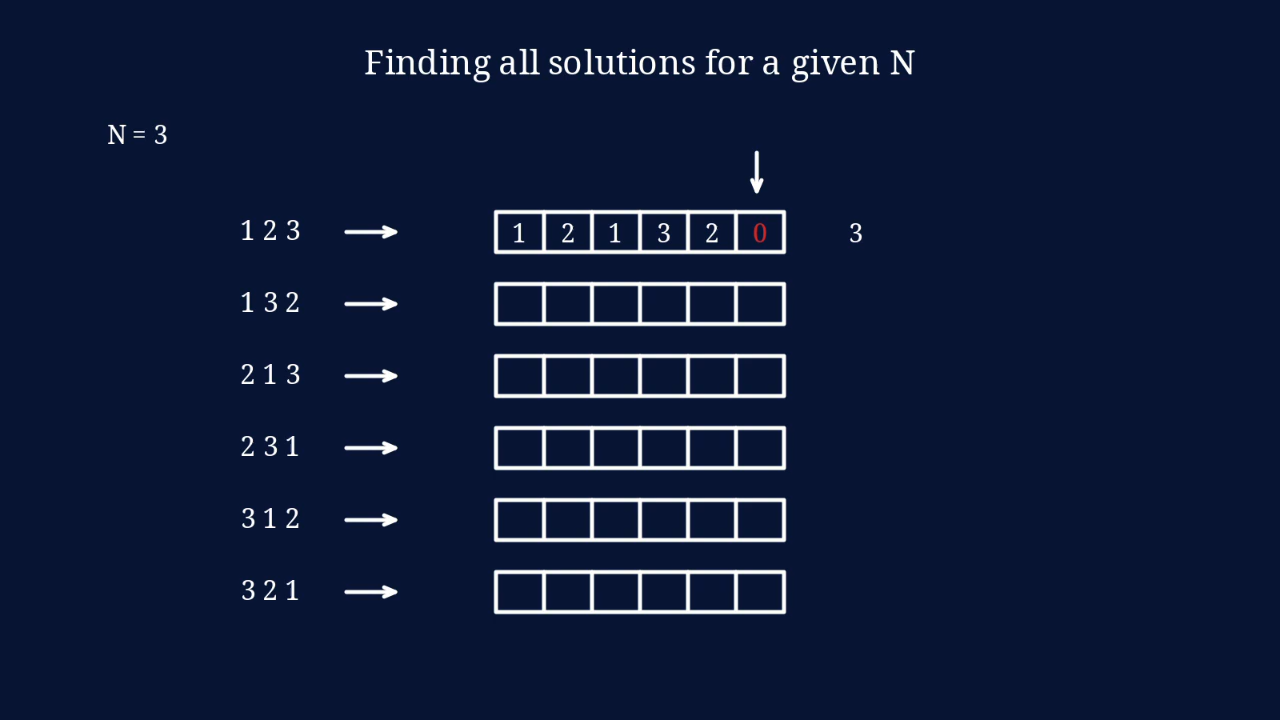 Finding all solutions for a given N
N = 3
1 2 3 1 2 1 3 2 0 3
1 3 2
2 1 3
2 3 1
3 1 2
3 2 1